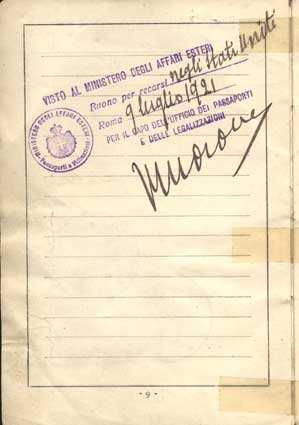 VISTO AL MINISTERO DEGLI AFFARI ESTERI
Buono per recarsi negli Stati Uniti
Roma 9 luglio 1921
PER IL CAPO DELL'UFFICIO DEI PASSAPORTI
E DELLE LEGALIZZAZIONI
MINISTERO DEGLI AFFARI ESTERI
- 9 -